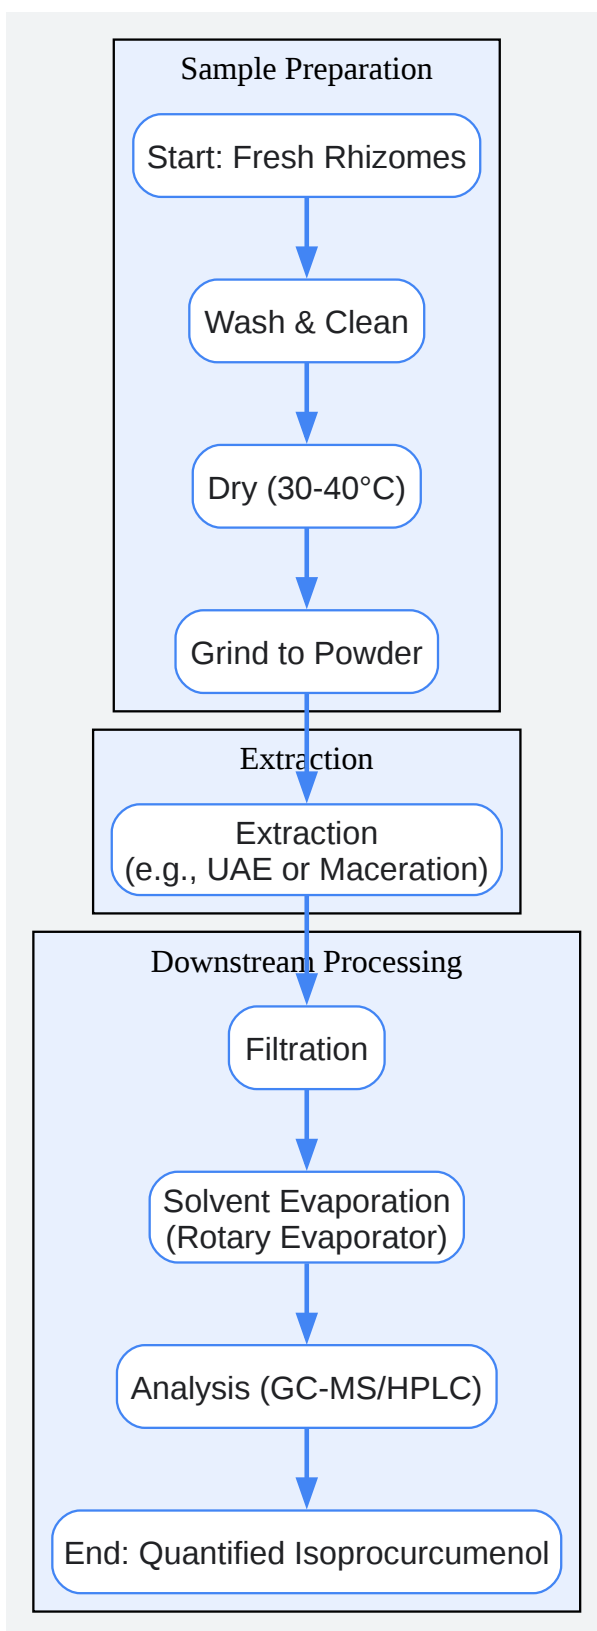 Sample Preparation
Start: Fresh Rhizomes
Wash & Clean
Dry (30-40°C)
Grind to Powder
Extraction
Extraction
(e.g., UAE or Maceration)
Downstream Processing
Filtration
Solvent Evaporation
(Rotary Evaporator)
Analysis (GC-MS/HPLC)
End: Quantified Isoprocurcumenol